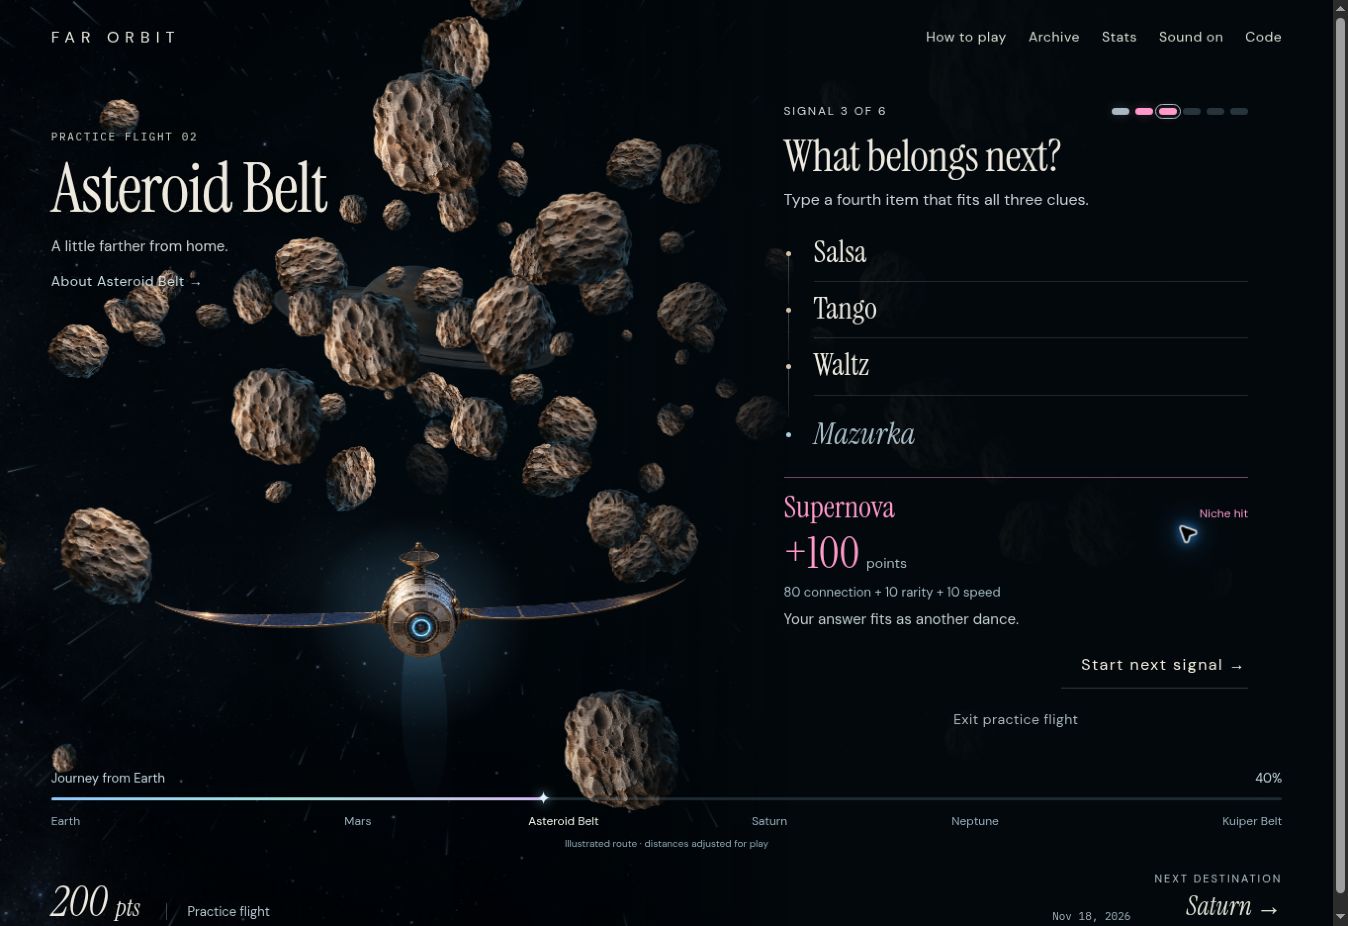 FAR ORBIT
How to play Archive Stats Sound on Code
PRACTICE FLIGHT 02
Asteroid Belt
A little farther from home.
About Asteroid Belt →
SIGNAL 3 OF 6
What belongs next?
Type a fourth item that fits all three clues.
Salsa
Tango
Waltz
Mazurka
Supernova
Niche hit
+100 points
80 connection + 10 rarity + 10 speed
Your answer fits as another dance.
Start next signal →
Exit practice flight
Journey from Earth
40%
Earth Mars Asteroid Belt Saturn Neptune Kuiper Belt
Illustrated route · distances adjusted for play
200 pts
Practice flight
Nov 18, 2026
NEXT DESTINATION
Saturn →